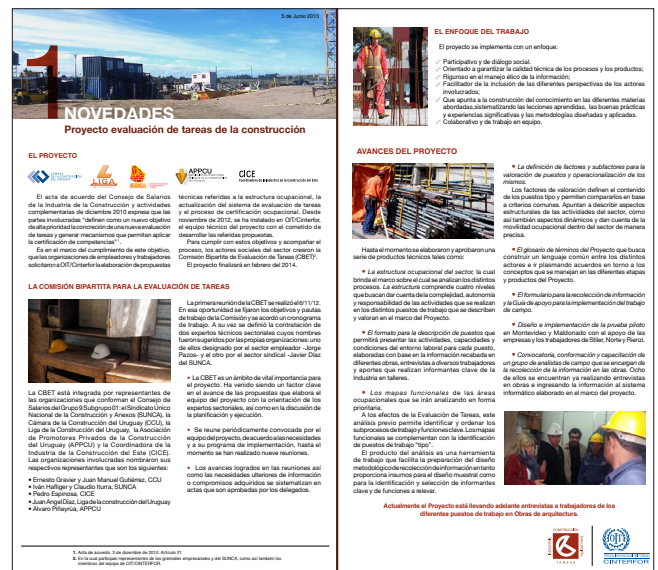 5 de Junio 2013
1
NOVEDADES
Proyecto evaluación de tareas de la construcción
EL PROYECTO
CÁMARA
DE LA CONSTRUCCIÓN
DEL URUGUAY
LIGA
SUNCA
APPCU
CICE
Coordinadora de la Industria de la Construcción del Este
El acta de acuerdo del Consejo de Salarios
de la Industria de la Construcción y actividades
complementarias de diciembre 2010 expresa que las
partes involucradas "definen como un nuevo objetivo
de alta prioridad la concreción de una nueva evaluación
de tareas y generar mecanismos que permitan aplicar
la certificación de competencias"¹.
Es en el marco del cumplimiento de este objetivo,
que las organizaciones de empleadores y trabajadores
solicitaron a OIT/Cinterfor la elaboración de propuestas
técnicas referidas a la estructura ocupacional, la
actualización del sistema de evaluación de tareas
y el proceso de certificación ocupacional. Desde
noviembre de 2012, se ha instalado en OIT/Cinterfor,
el equipo técnico del proyecto con el cometido de
desarrollar las referidas propuestas.
Para cumplir con estos objetivos y acompañar el
proceso, los actores sociales del sector crearon la
Comisión Bipartita de Evaluación de Tareas (CBET)².
El proyecto finalizará en febrero del 2014.
LA COMISIÓN BIPARTITA PARA LA EVALUACIÓN DE TAREAS
La CBET está integrada por representantes de
las organizaciones que conforman el Consejo de
Salarios del Grupo 9 Subgrupo 01: el Sindicato Único
Nacional de la Construcción y Anexos (SUNCA), la
Cámara de la Construcción del Uruguay (CCU), la
Liga de la Construcción del Uruguay, la Asociación
de Promotores Privados de la Construcción
del Uruguay (APPCU) y la Coordinadora de la
Industria de la Construcción del Este (CICE).
Las organizaciones involucradas nombraron sus
respectivos representantes que son los siguientes:
• Ernesto Gravier y Juan Manuel Gutiérrez, CCU
• Iván Hafliger y Claudio Iturra, SUNCA
• Pedro Espinosa, CICE
• Juan Angel Díaz, Liga de la construcción del Uruguay
• Alvaro Piñeyrúa, APPCU
La primera reunión de la CBET se realizó el 6/11/12.
En esa oportunidad se fijaron los objetivos y pautas
de trabajo de la Comisión y se acordó un cronograma
de trabajo. A su vez se definió la contratación de
dos expertos técnicos sectoriales cuyos nombres
fueron sugeridos por las propias organizaciones: uno
de ellos designado por el sector empleador –Jorge
Pazos- y el otro por el sector sindical –Javier Díaz
del SUNCA.
• La CBET es un ámbito de vital importancia para
el proyecto. Ha venido siendo un factor clave
en el avance de las propuestas que elabora el
equipo del proyecto con la orientación de los
expertos sectoriales, así como en la discusión de
la planificación y ejecución.
• Se reune periódicamente convocada por el
equipo del proyecto, de acuerdo a las necesidades
y a su programa de implementación, hasta el
momento se han realizado nueve reuniones.
• Los avances logrados en las reuniones así
como las necesidades ulteriores de información
o compromisos adquiridos se sistematizan en
actas que son aprobadas por los delegados.
1. Acta de acuerdo, 3 de diciembre de 2010. Artículo 21
2. En la cual participan representantes de las gremiales empresariales y del SUNCA, como así también los
miembros del equipo de OIT/CINTERFOR.
EL ENFOQUE DEL TRABAJO
El proyecto se implementa con un enfoque:
✓ Participativo y de diálogo social.
✓ Orientado a garantizar la calidad técnica de los procesos y los productos;
✓ Riguroso en el manejo ético de la información;
✓ Facilitador de la inclusión de las diferentes perspectivas de los actores
involucrados;
✓ Que apunta a la construcción del conocimiento en las diferentes materias
abordadas, sistematizando las lecciones aprendidas, las buenas prácticas
y experiencias significativas y las metodologías diseñadas y aplicadas.
✓ Colaborativo y de trabajo en equipo.
AVANCES DEL PROYECTO
Hasta el momento se elaboraron y aprobaron una
serie de productos técnicos tales como:
• La estructura ocupacional del sector, la cual
brinda el marco sobre el cual se analizan los distintos
procesos. La estructura comprende cuatro niveles
que buscan dar cuenta de la complejidad, autonomía
y responsabilidad de las actividades que se realizan
en los distintos puestos de trabajo que se describen
y valoran en el marco del Proyecto.
• El formato para la descripción de puestos que
permitirá presentar las actividades, capacidades y
condiciones del entorno laboral para cada puesto,
elaboradas con base en la información recabada en
diferentes obras, entrevistas a diversos trabajadores
y aportes que realizan informantes clave de la
Industria en talleres.
• Los mapas funcionales de las áreas
ocupacionales que se irán analizando en forma
prioritaria.
A los efectos de la Evaluación de Tareas, este
análisis previo permite identificar y ordenar los
subprocesos de trabajo y funciones clave. Los mapas
funcionales se complementan con la identificación
de puestos de trabajo "tipo".
El producto del análisis es una herramienta
de trabajo que facilita la preparación del diseño
metodológico de recolección de información en tanto
proporciona insumos para el diseño muestral como
para la identificación y selección de informantes
clave y de funciones a relevar.
• La definición de factores y subfactores para la
valoración de puestos y operacionalización de los
mismos.
Los factores de valoración definen el contenido
de los puestos tipo y permiten compararlos en base
a criterios comunes. Apuntan a describir aspectos
estructurales de las actividades del sector, como
así también aspectos dinámicos y dan cuenta de la
movilidad ocupacional dentro del sector de manera
precisa.
• El glosario de términos del Proyecto que busca
construir un lenguaje común entre los distintos
actores e ir plasmando acuerdos en torno a los
conceptos que se manejan en las diferentes etapas
y productos del Proyecto.
• El formulario para la recolección de información
y la Guía de apoyo para la implementación del trabajo
de campo.
• Diseño e implementación de la prueba piloto
en Montevideo y Maldonado con el apoyo de las
empresas y los trabajadores de Stiler, Norte y Rienzi.
• Convocatoria, conformación y capacitación de
un grupo de analistas de campo que se encargan de
la recolección de la información en las obras. Ocho
de ellos se encuentran ya realizando entrevistas
en obras e ingresando la información al sistema
informático elaborado en el marco del proyecto.
Actualmente el Proyecto está llevando adelante entrevistas a trabajadores de los
diferentes puestos de trabajo en Obras de arquitectura.
CONSTRUCCIÓN
TAREAS
CINTERFOR